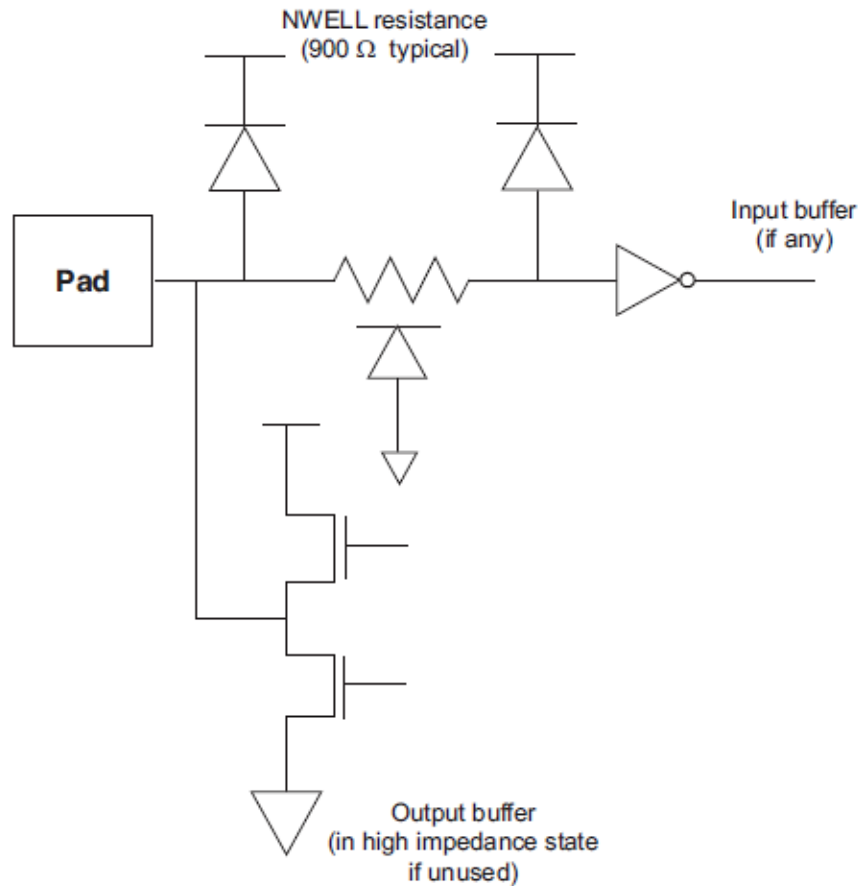 NWELL resistance
(900 Ω typical)
Input buffer
(if any)
Pad
Output buffer
(in high impedance state
if unused)